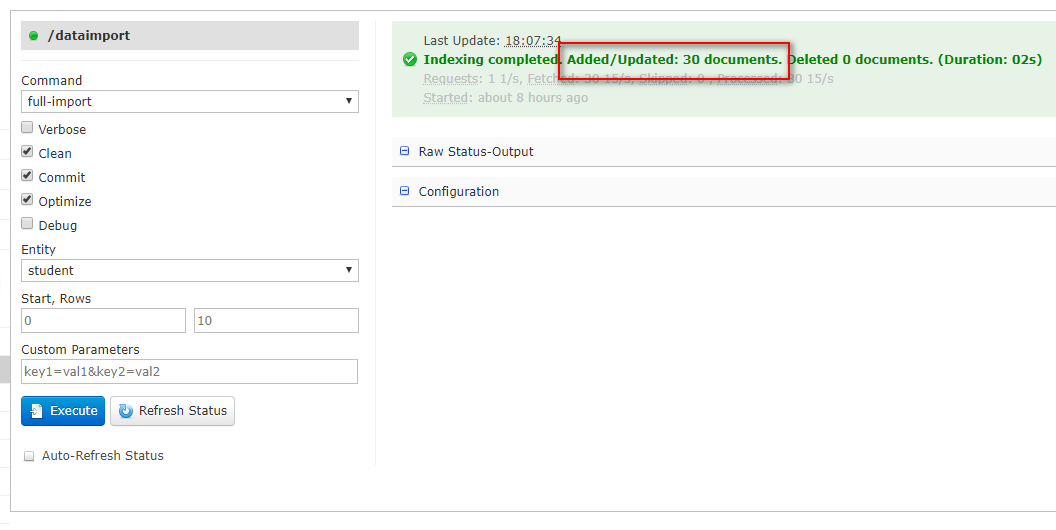 /dataimport
Command
full-import
Verbose
Clean
Commit
Optimize
Debug
Entity
student
Start, Rows
0 10
Custom Parameters
key1=val1&key2=val2
Execute Refresh Status
Auto-Refresh Status
Last Update: 18:07:34
Indexing completed. Added/Updated: 30 documents. Deleted 0 documents. (Duration: 02s)
Requests: 1 1/s, Fetched: 30 15/s, Skipped: 0 , Processed: 30 15/s
Started: about 8 hours ago
Raw Status-Output
Configuration